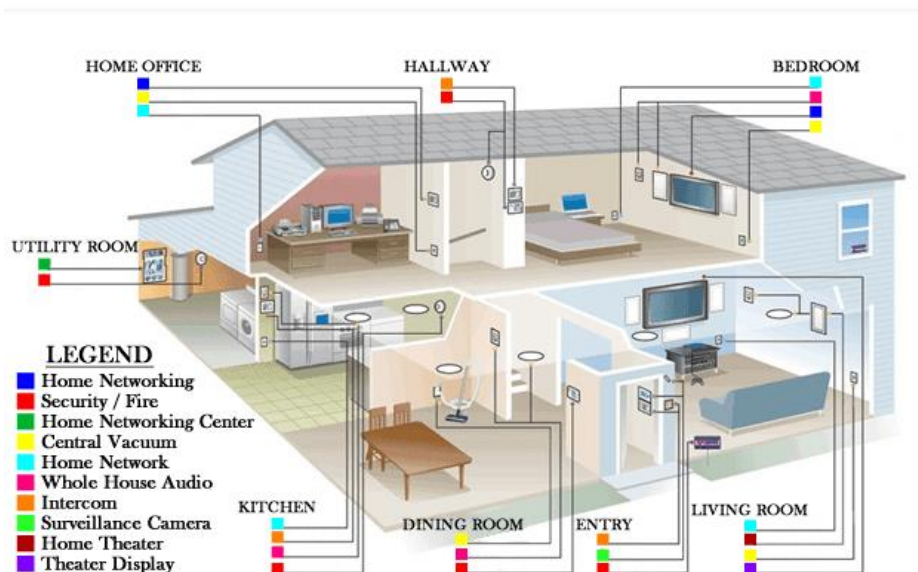 HOME OFFICE
HALLWAY
BEDROOM
UTILITY ROOM
LEGEND
Home Networking
Security / Fire
Home Networking Center
Central Vacuum
Home Network
Whole House Audio
Intercom
Surveillance Camera
Home Theater
Theater Display
KITCHEN
DINING ROOM
ENTRY
LIVING ROOM